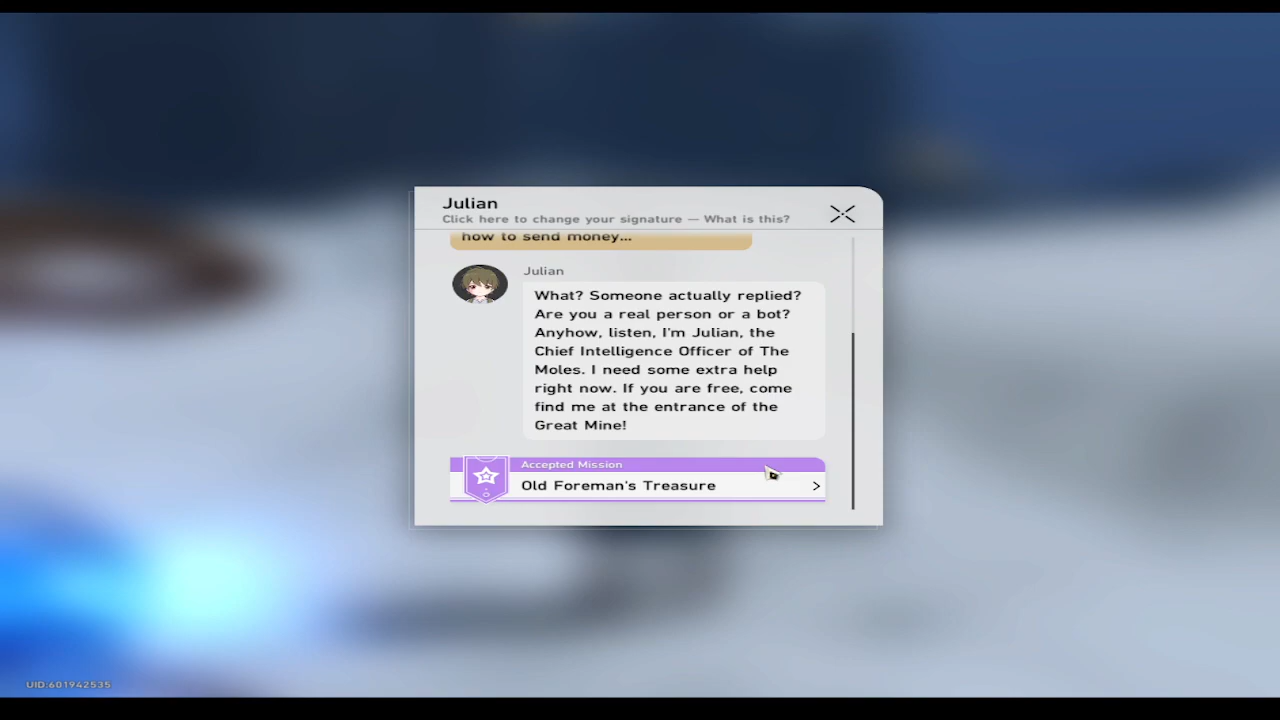 Julian
Click here to change your signature — What is this?
how to send money...
Julian
What? Someone actually replied?
Are you a real person or a bot?
Anyhow, listen, I'm Julian, the
Chief Intelligence Officer of The
Moles. I need some extra help
right now. If you are free, come
find me at the entrance of the
Great Mine!
Accepted Mission
Old Foreman's Treasure
UID:601942535